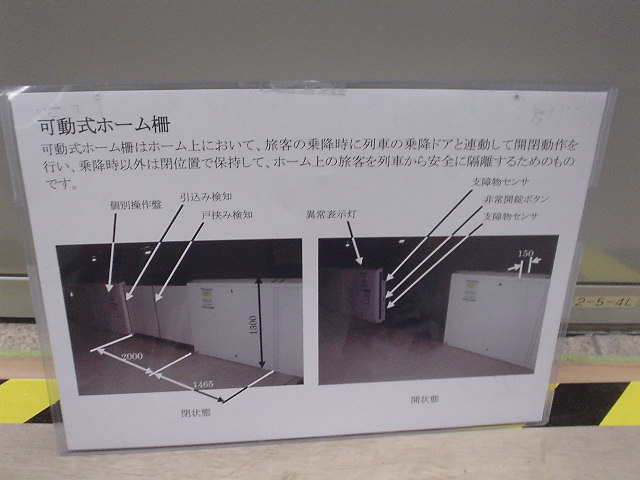 可動式ホーム柵
可動式ホーム柵はホーム上において、旅客の乗降時に列車の乗降ドアと連動して開閉動作を
行い、乗降時以外は閉位置で保持して、ホーム上の旅客を列車から安全に隔離するためのもの
です。
個別操作盤
引込み検知
戸挟み検知
異常表示灯
支障物センサ
非常開錠ボタン
支障物センサ
150
1300
2000
1465
閉状態
開状態
2-5-4L